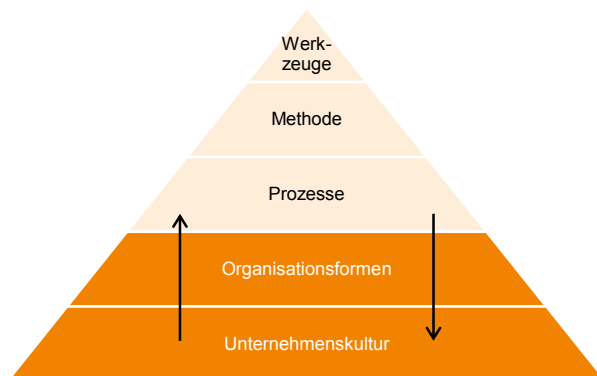 Werk-
zeuge
Methode
Prozesse
Organisationsformen
Unternehmenskultur